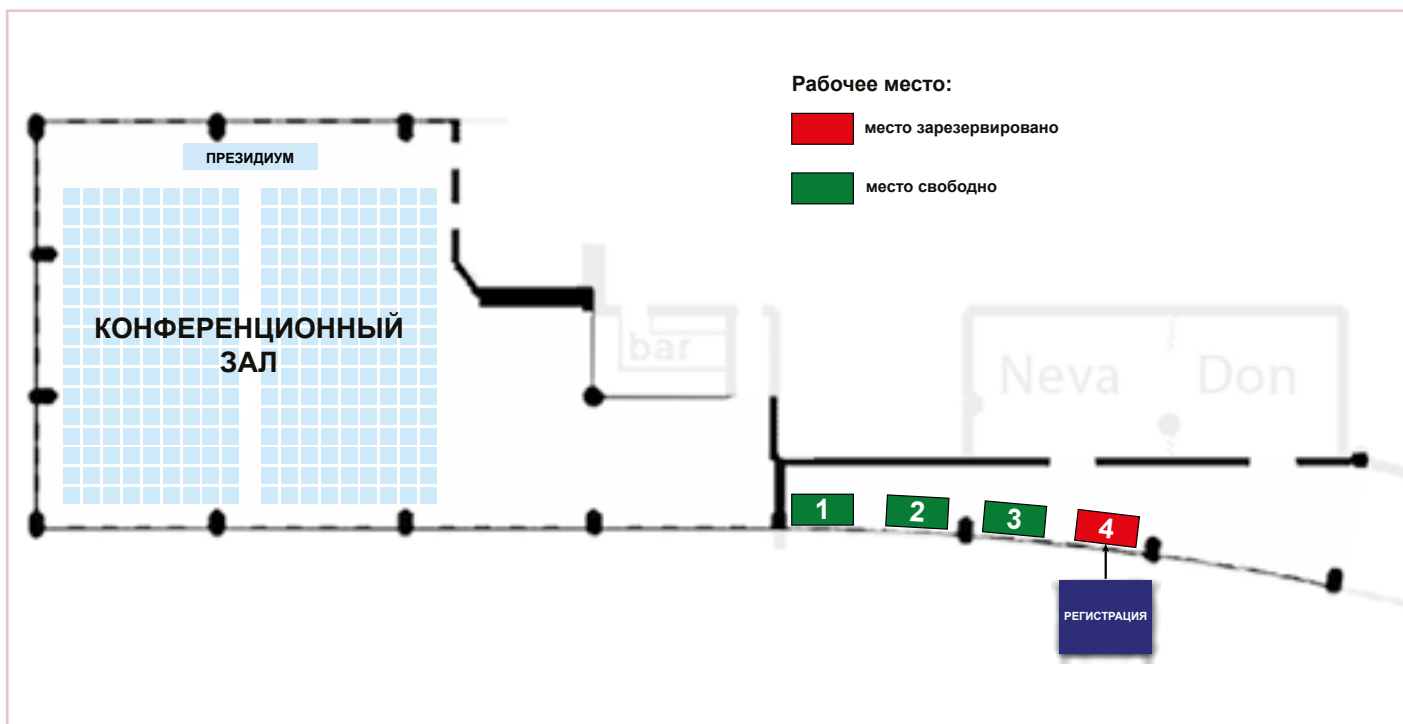 Рабочее место:
место зарезервировано
место свободно
ПРЕЗИДИУМ
КОНФЕРЕНЦИОННЫЙ
ЗАЛ
bar
Neva
Don
1
2
3
4
РЕГИСТРАЦИЯ